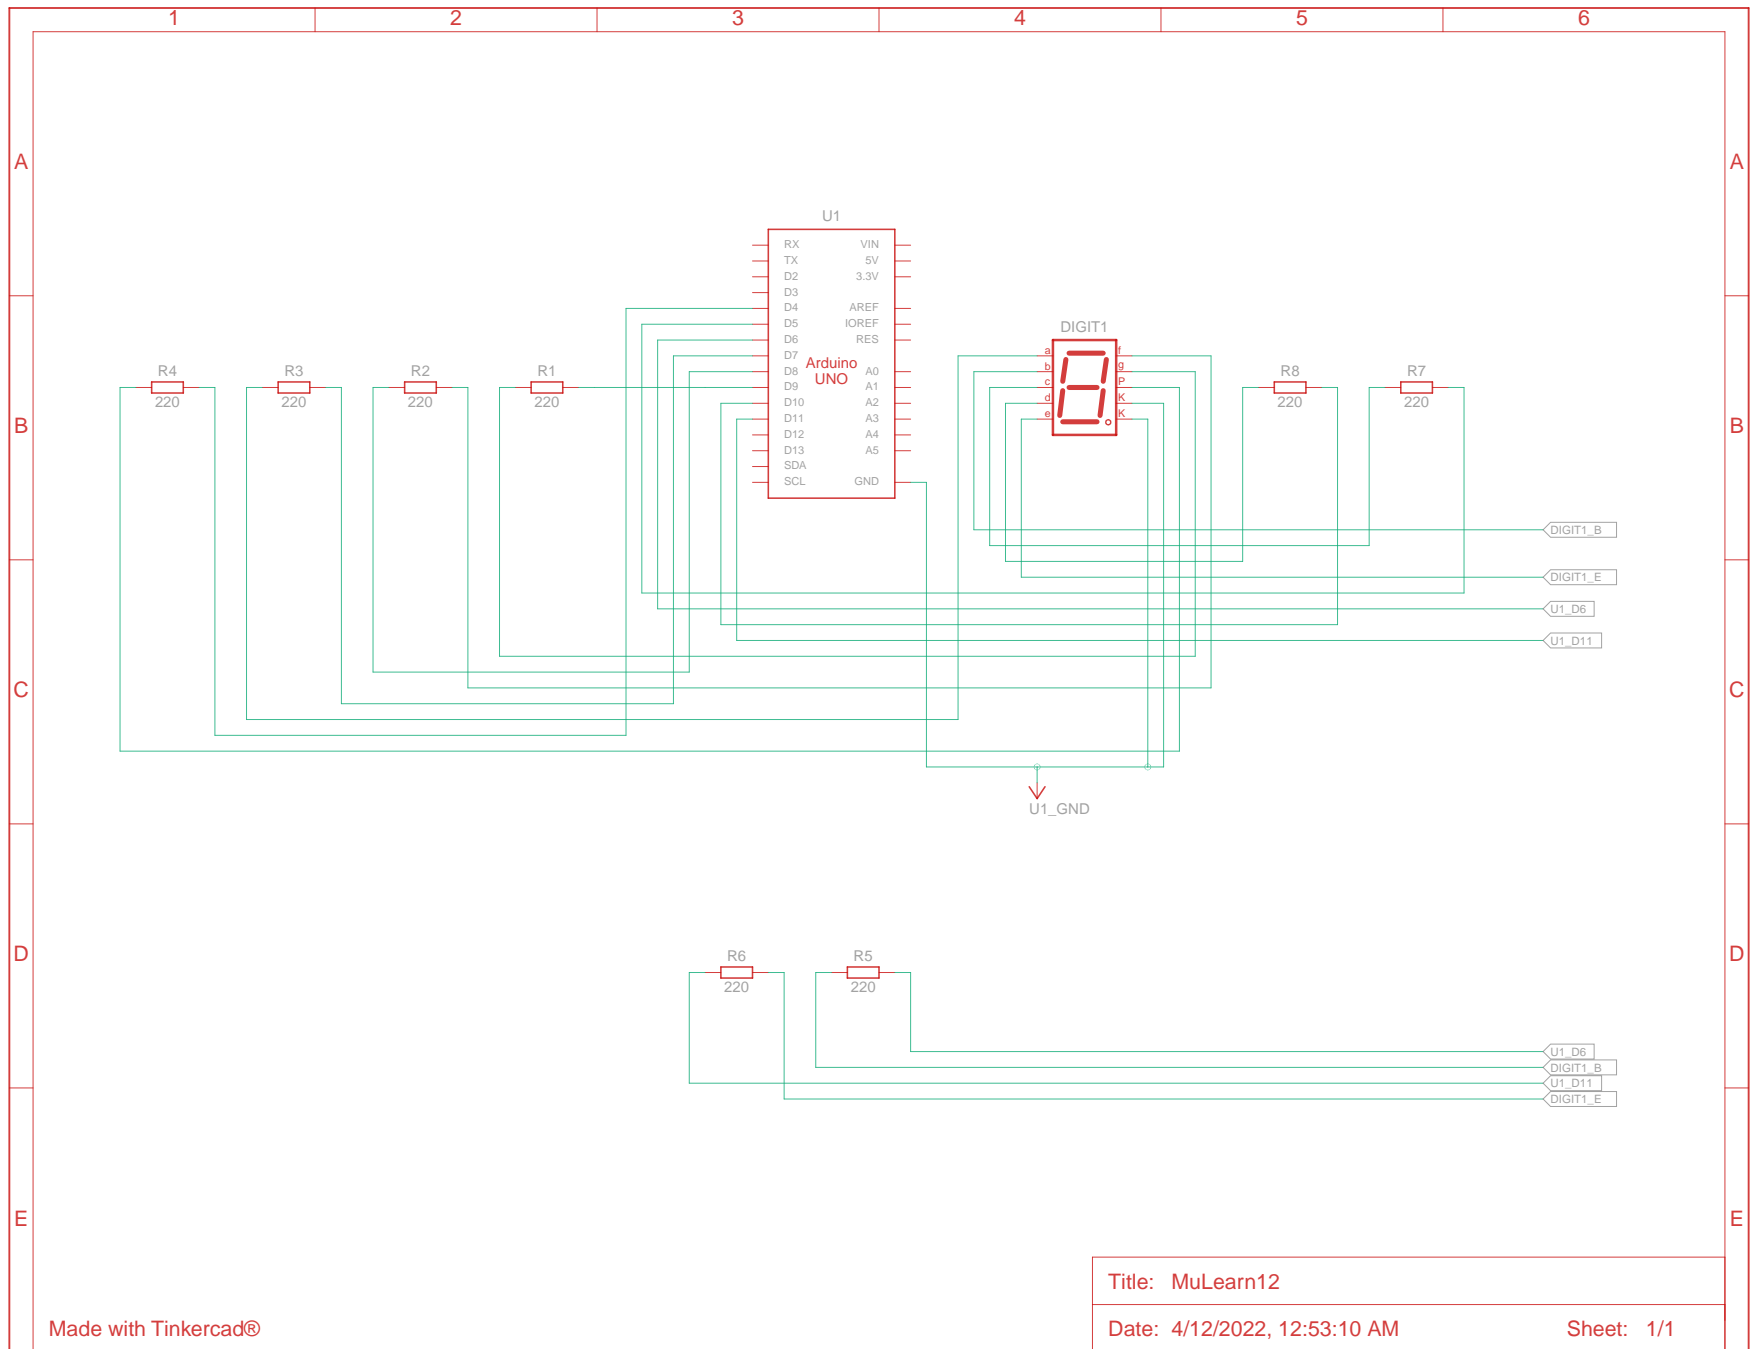 1 2 3 4 5 6
A A
U1
RX VIN
TX 5V
D2 3.3V
D3
D4 AREF
D5 IOREF
D6 RES
D7
D8 A0
D9 A1
D10 A2
D11 A3
D12 A4
D13 A5
SDA
SCL GND
Arduino
UNO
DIGIT1
a f
b g
c P
d K
e K
R4
220
R3
220
R2
220
R1
220
R8
220
R7
220
B B
DIGIT1_B
DIGIT1_E
U1_D6
U1_D11
C C
U1_GND
D D
R6
220
R5
220
U1_D6
DIGIT1_B
U1_D11
DIGIT1_E
E E
Title: MuLearn12
Made with Tinkercad®
Date: 4/12/2022, 12:53:10 AM Sheet: 1/1